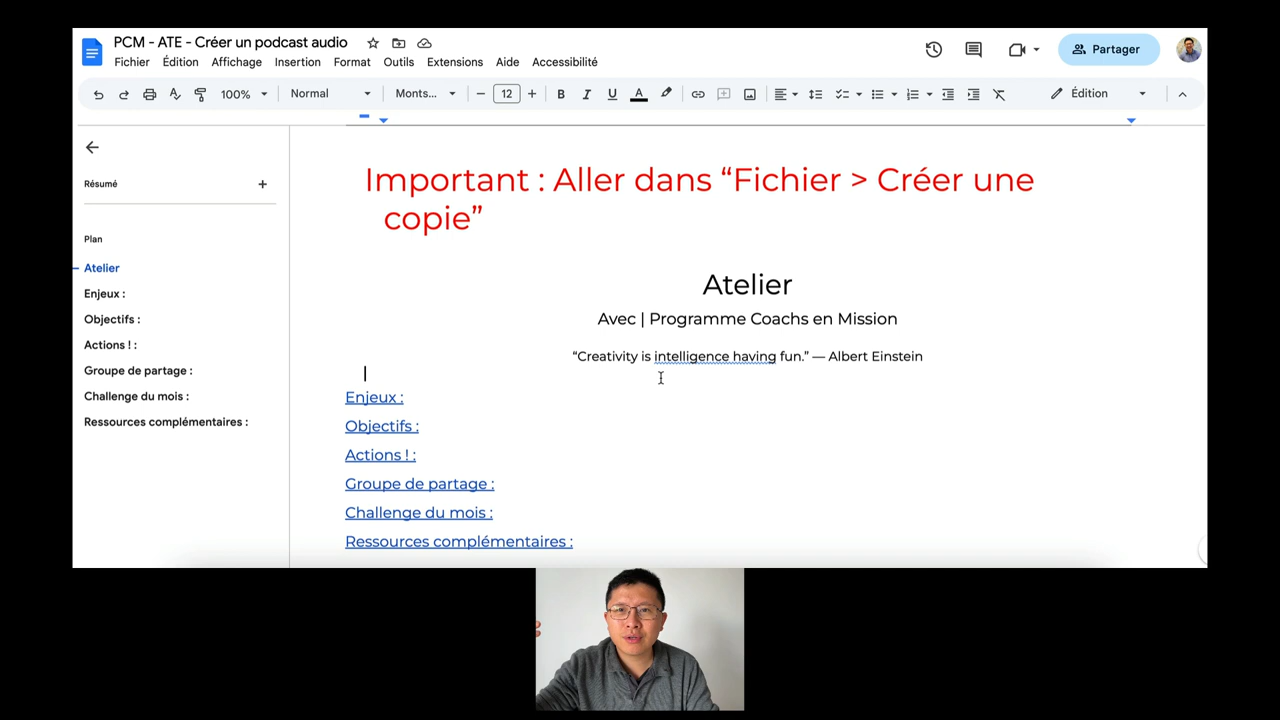 PCM - ATE - Créer un podcast audio
Fichier Édition Affichage Insertion Format Outils Extensions Aide Accessibilité
Partager
100% Normal Monts... 12 B I U A Édition
Résumé
Plan
Atelier
Enjeux :
Objectifs :
Actions ! :
Groupe de partage :
Challenge du mois :
Ressources complémentaires :
Important : Aller dans “Fichier > Créer une
copie”
Atelier
Avec | Programme Coachs en Mission
“Creativity is intelligence having fun.” — Albert Einstein
Enjeux :
Objectifs :
Actions ! :
Groupe de partage :
Challenge du mois :
Ressources complémentaires :